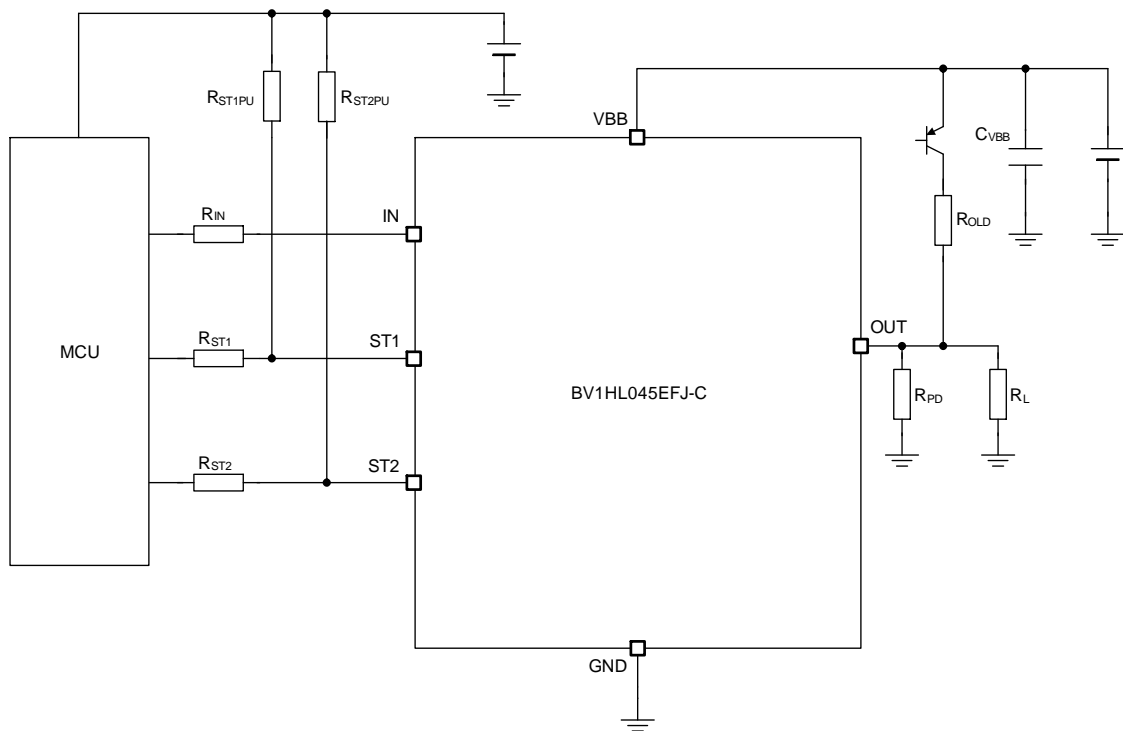 RST1PU
RST2PU
VBB
CVBB
RIN
IN
ROLD
RST1
ST1
OUT
MCU
BV1HL045EFJ-C
RPD
RL
RST2
ST2
GND